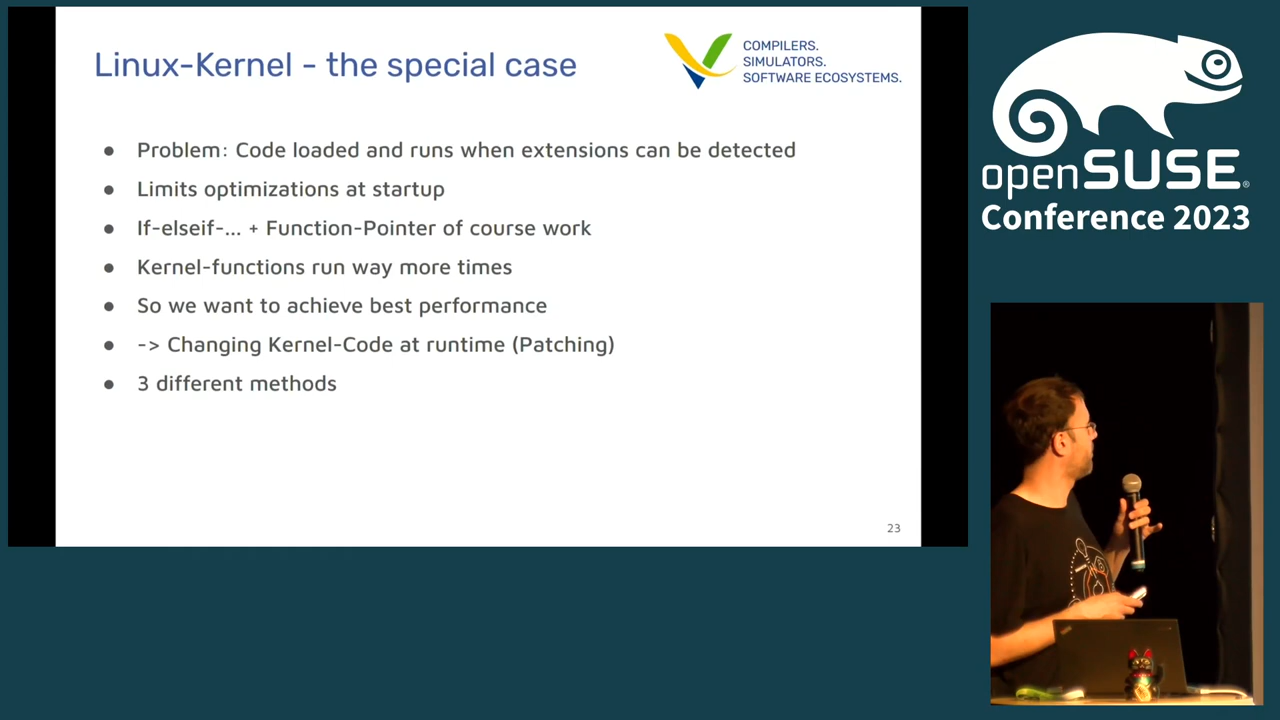 Linux-Kernel - the special case
COMPILERS.
SIMULATORS.
SOFTWARE ECOSYSTEMS.
● Problem: Code loaded and runs when extensions can be detected
● Limits optimizations at startup
● If-elseif-... + Function-Pointer of course work
● Kernel-functions run way more times
● So we want to achieve best performance
● -> Changing Kernel-Code at runtime (Patching)
● 3 different methods
23
openSUSE®
Conference 2023